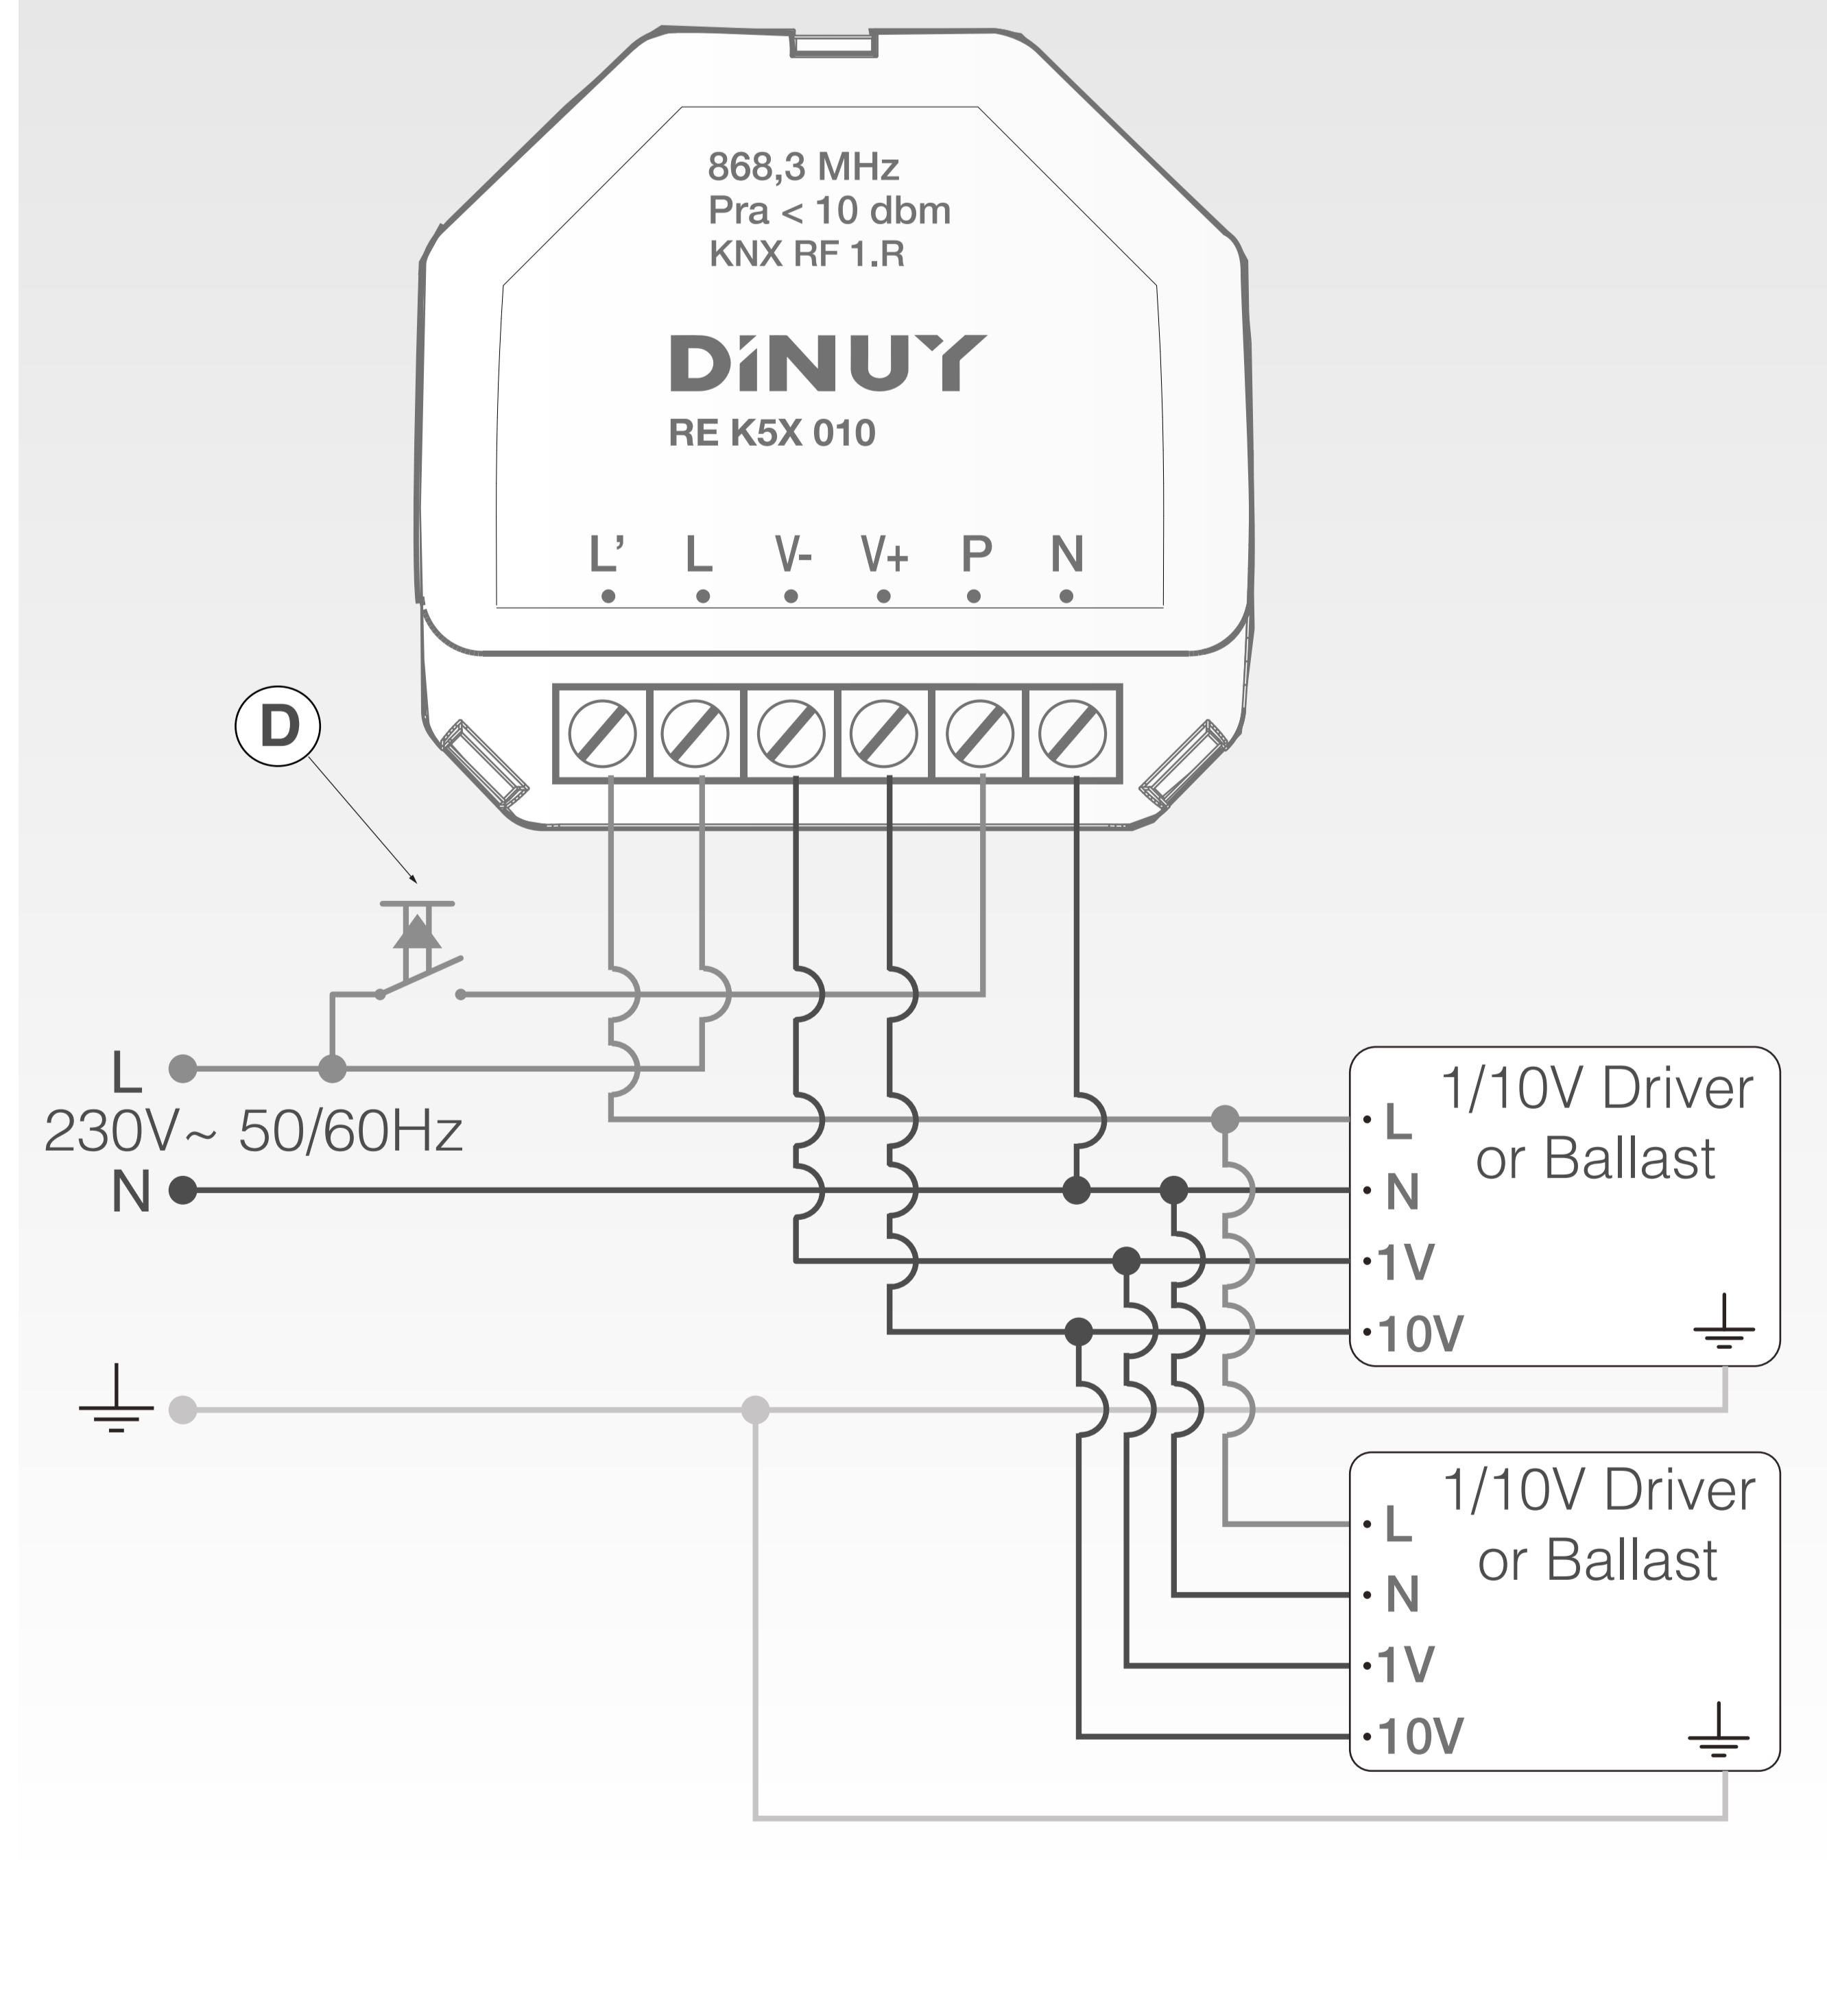 868,3 MHz
Pra < 10 dbm
KNX RF 1.R
DINUY
RE K5X 010
L’ L V- V+ P N
D
L
230V ~ 50/60Hz
N
1/10V Driver
or Ballast
L
N
1V
10V
1/10V Driver
or Ballast
L
N
1V
10V